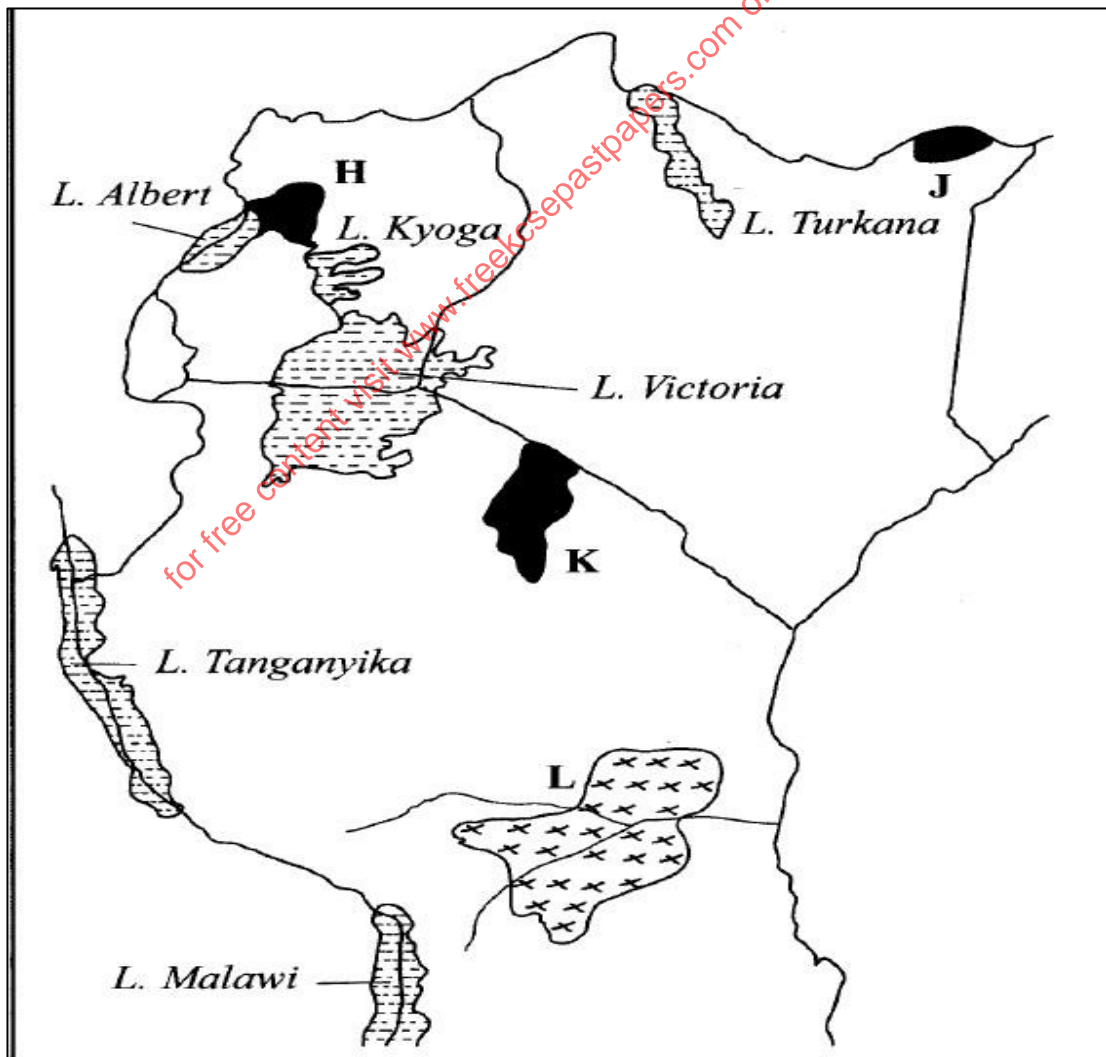 for free content visit www.freekcsepastpapers.com o
H
L. Albert
L. Kyoga
J
L. Turkana
L. Victoria
K
L. Tanganyika
L
L. Malawi